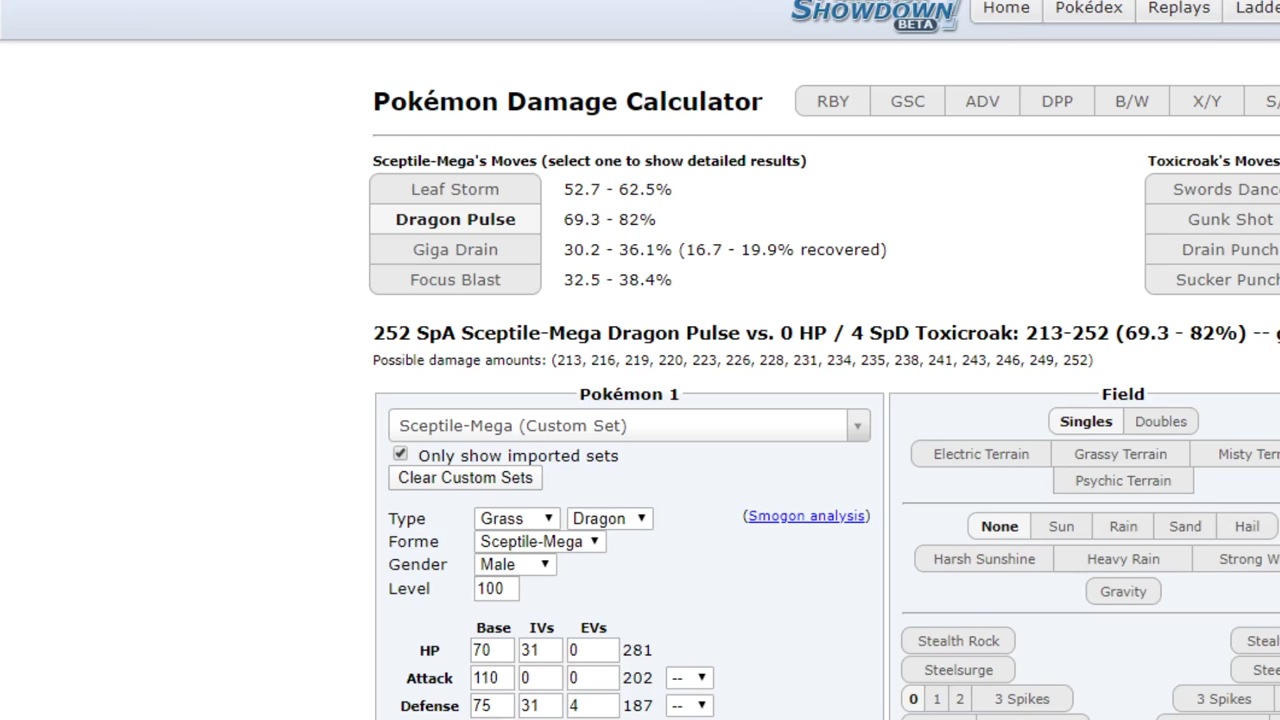 SHOWDOWN
BETA
Home Pokédex Replays Ladde
Pokémon Damage Calculator RBY GSC ADV DPP B/W X/Y S/
Sceptile-Mega's Moves (select one to show detailed results) Toxicroak's Moves
Leaf Storm 52.7 - 62.5% Swords Danc
Dragon Pulse 69.3 - 82% Gunk Shot
Giga Drain 30.2 - 36.1% (16.7 - 19.9% recovered) Drain Punch
Focus Blast 32.5 - 38.4% Sucker Punch
252 SpA Sceptile-Mega Dragon Pulse vs. 0 HP / 4 SpD Toxicroak: 213-252 (69.3 - 82%) -- g
Possible damage amounts: (213, 216, 219, 220, 223, 226, 228, 231, 234, 235, 238, 241, 243, 246, 249, 252)
Pokémon 1
Sceptile-Mega (Custom Set)
Only show imported sets
Clear Custom Sets
Type Grass Dragon (Smogon analysis)
Forme Sceptile-Mega
Gender Male
Level 100
Base IVs EVs
HP 70 31 0 281
Attack 110 0 0 202 --
Defense 75 31 4 187 --
Field
Singles Doubles
Electric Terrain Grassy Terrain Misty Terr
Psychic Terrain
None Sun Rain Sand Hail
Harsh Sunshine Heavy Rain Strong W
Gravity
Stealth Rock Steal
Steelsurge Stee
0 1 2 3 Spikes 3 Spikes